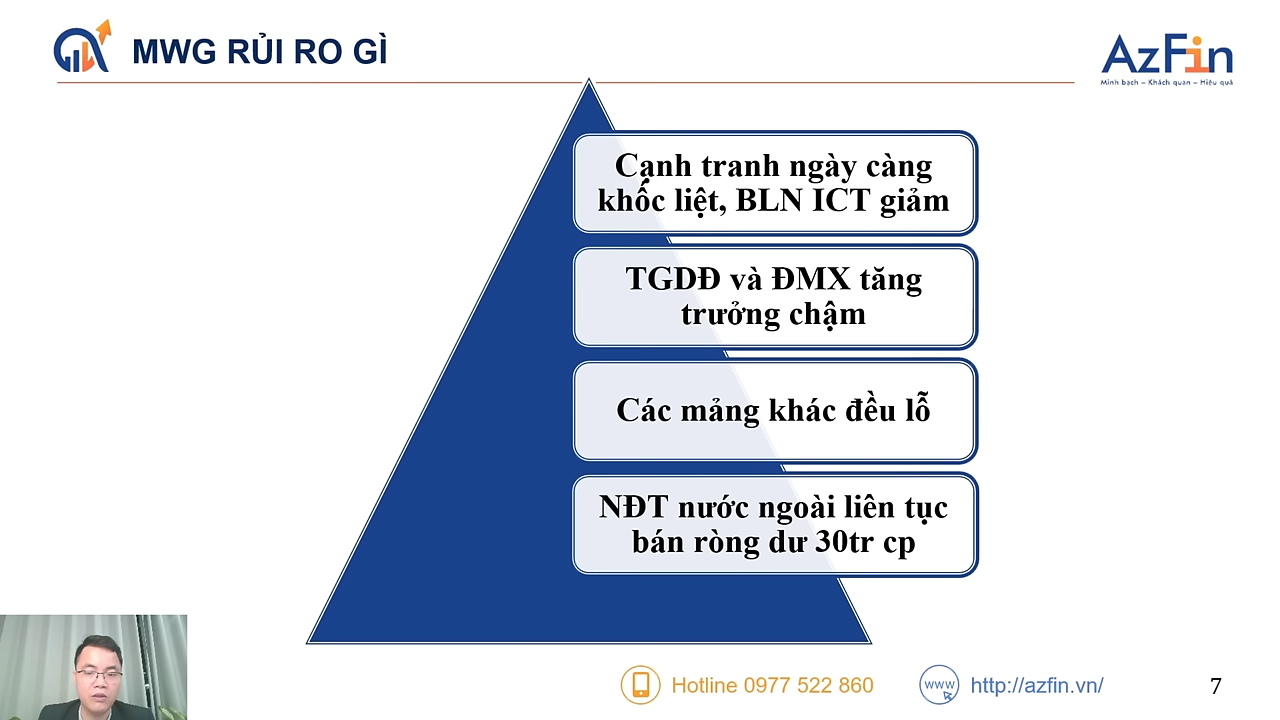 MWG RỦI RO GÌ
AzFin
Minh bạch – Khách quan – Hiệu quả
Cạnh tranh ngày càng
khốc liệt, BLN ICT giảm
TGDĐ và ĐMX tăng
trưởng chậm
Các mảng khác đều lỗ
NĐT nước ngoài liên tục
bán ròng dư 30tr cp
Hotline 0977 522 860
www
http://azfin.vn/
7